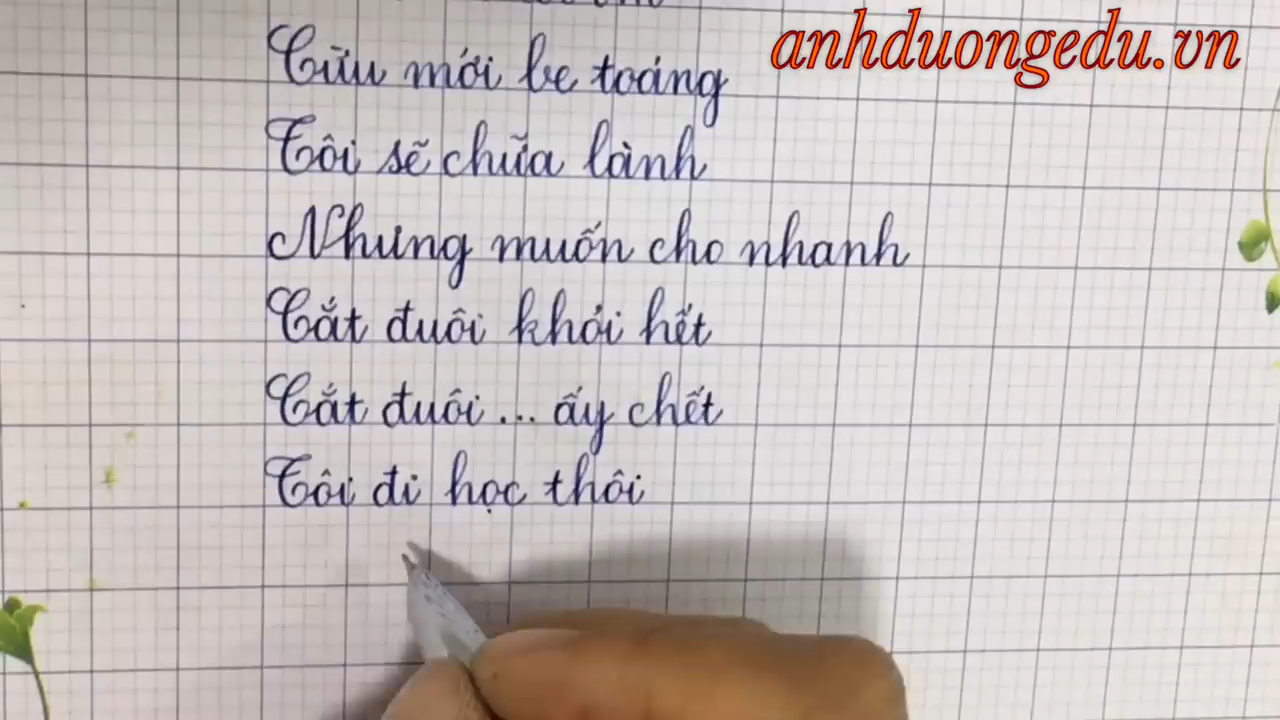 anhduongedu.vn
Cừu mới be toáng
Tôi sẽ chữa lành
Nhưng muốn cho nhanh
Cắt đuôi khỏi hết
Cắt đuôi ... ấy chết
Tôi đi học thôi